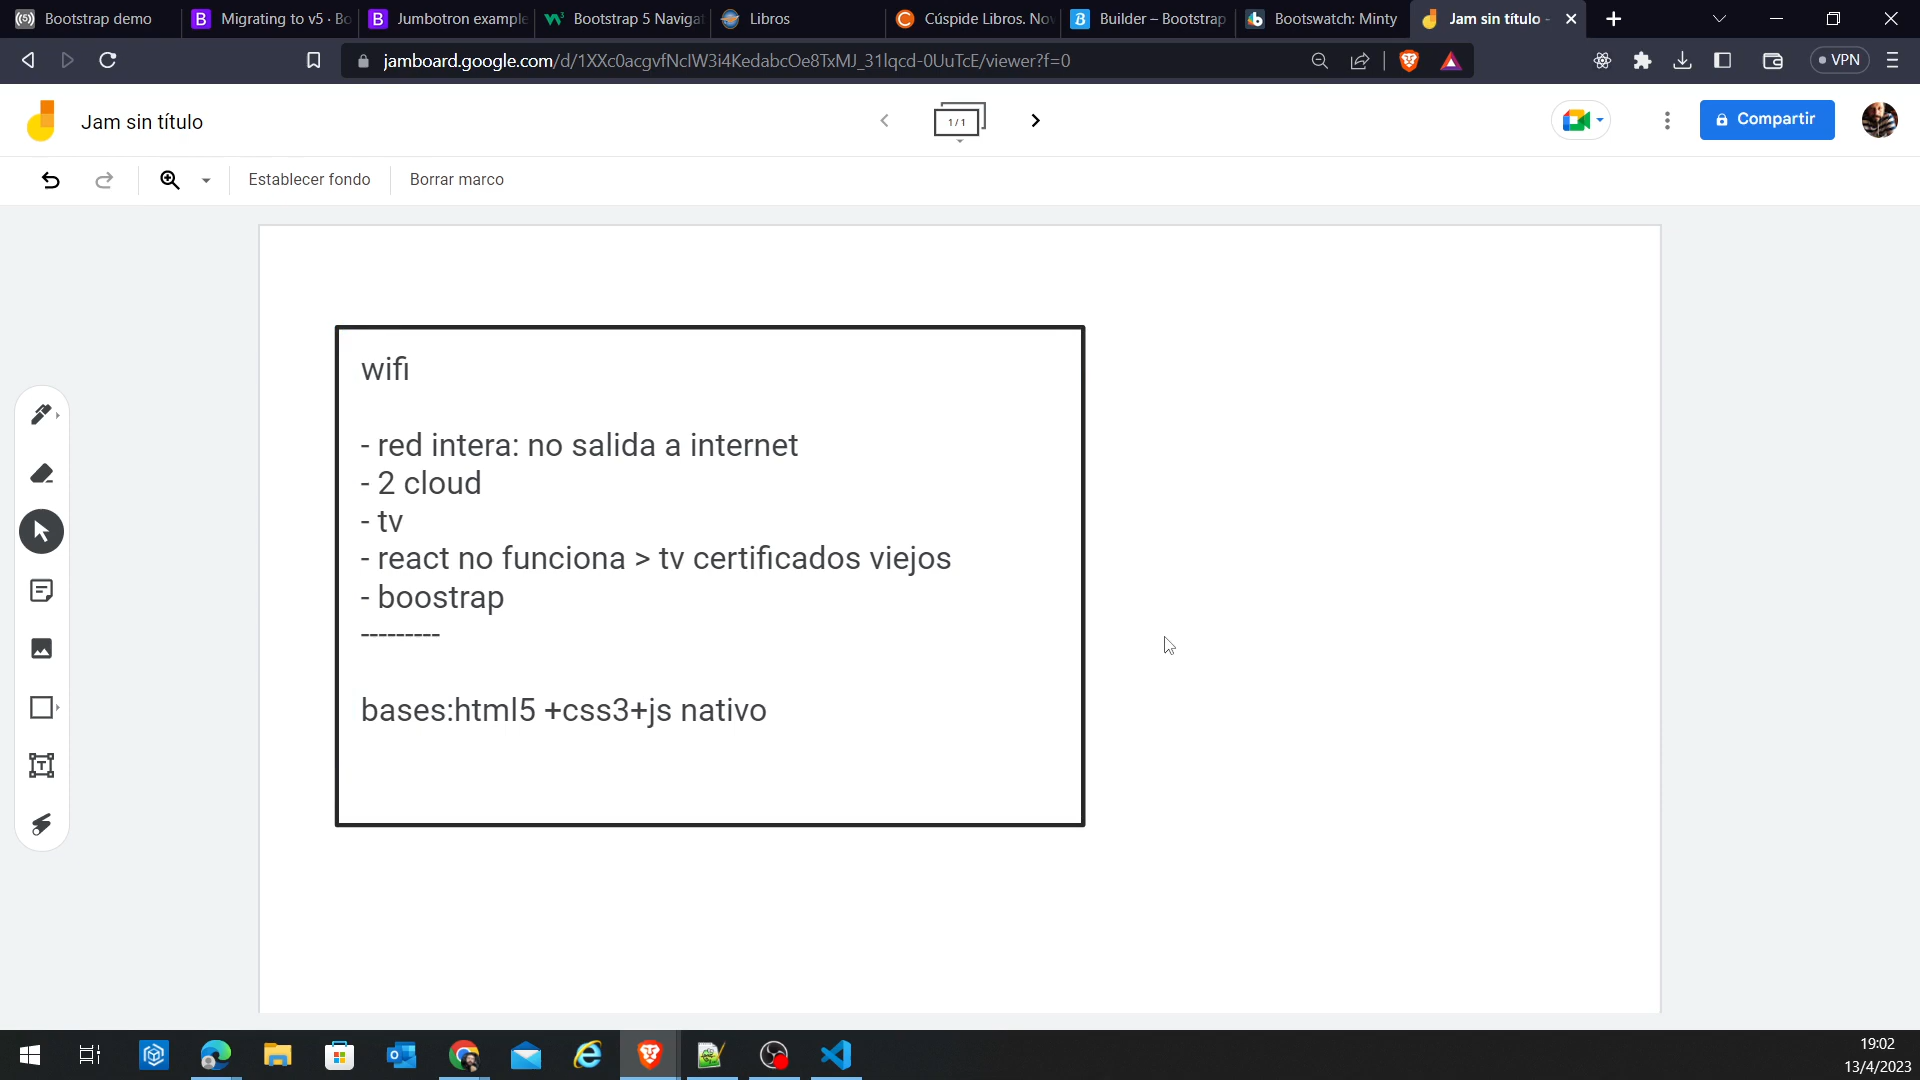 Bootstrap demo
Migrating to v5 · Bo
Jumbotron example
Bootstrap 5 Navigat
Libros
Cúspide Libros. Nov
Builder – Bootstrap
Bootswatch: Minty
Jam sin título -
jamboard.google.com/d/1XXc0acgvfNcIW3i4KedabcOe8TxMJ_31lqcd-0UuTcE/viewer?f=0
VPN
Jam sin título
1 / 1
Compartir
Establecer fondo
Borrar marco
wifi
- red intera: no salida a internet
- 2 cloud
- tv
- react no funciona > tv certificados viejos
- boostrap
---------
bases:html5 +css3+js nativo
19:02
13/4/2023